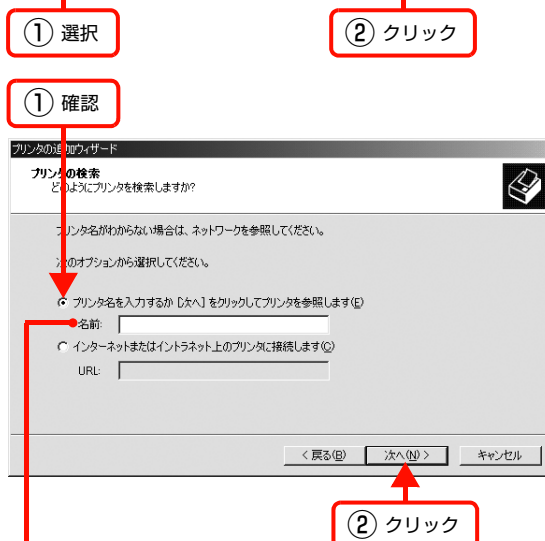 ① 選択
② クリック
① 確認
プリンタの追加ウィザード
プリンタの検索
どのようにプリンタを検索しますか?
プリンタ名がわからない場合は、ネットワークを参照してください。
次のオプションから選択してください。
プリンタ名を入力するか [次へ] をクリックしてプリンタを参照します(E)
名前:
インターネットまたはイントラネット上のプリンタに接続します(C)
URL:
< 戻る(B) 次へ(N) > キャンセル
② クリック